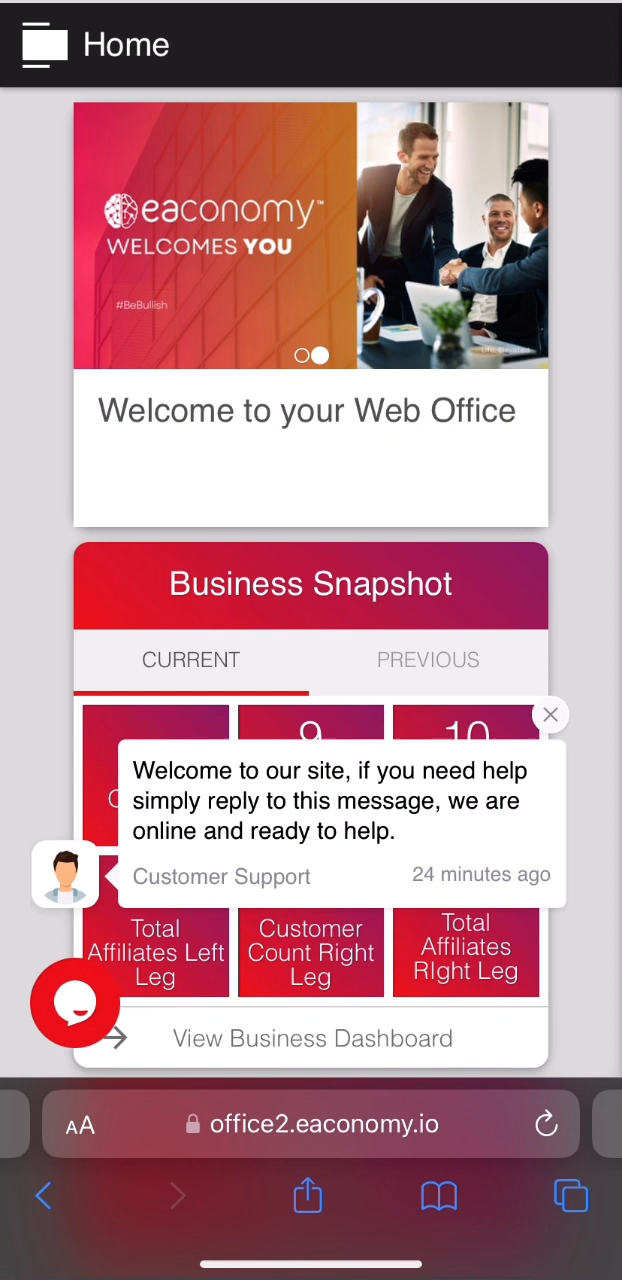 Home
eaconomy™
WELCOMES YOU
#BeBullish
Welcome to your Web Office
Business Snapshot
CURRENT
PREVIOUS
9
10
Welcome to our site, if you need help
simply reply to this message, we are
online and ready to help.
Customer Support
24 minutes ago
Total
Affiliates Left
Leg
Customer
Count Right
Leg
Total
Affiliates
RIght Leg
View Business Dashboard
AA
office2.eaconomy.io